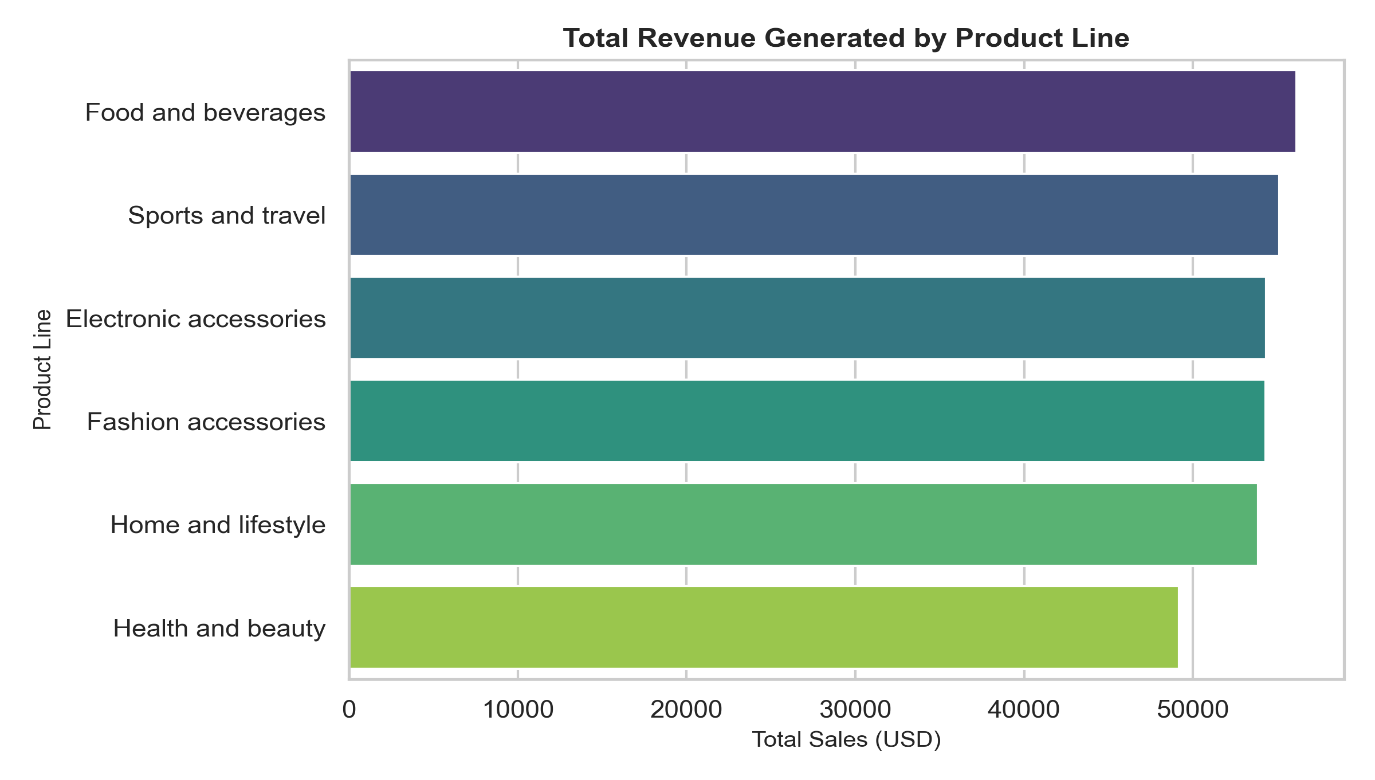 Total Revenue Generated by Product Line
Food and beverages
Sports and travel
Electronic accessories
Fashion accessories
Home and lifestyle
Health and beauty
Product Line
0 10000 20000 30000 40000 50000
Total Sales (USD)